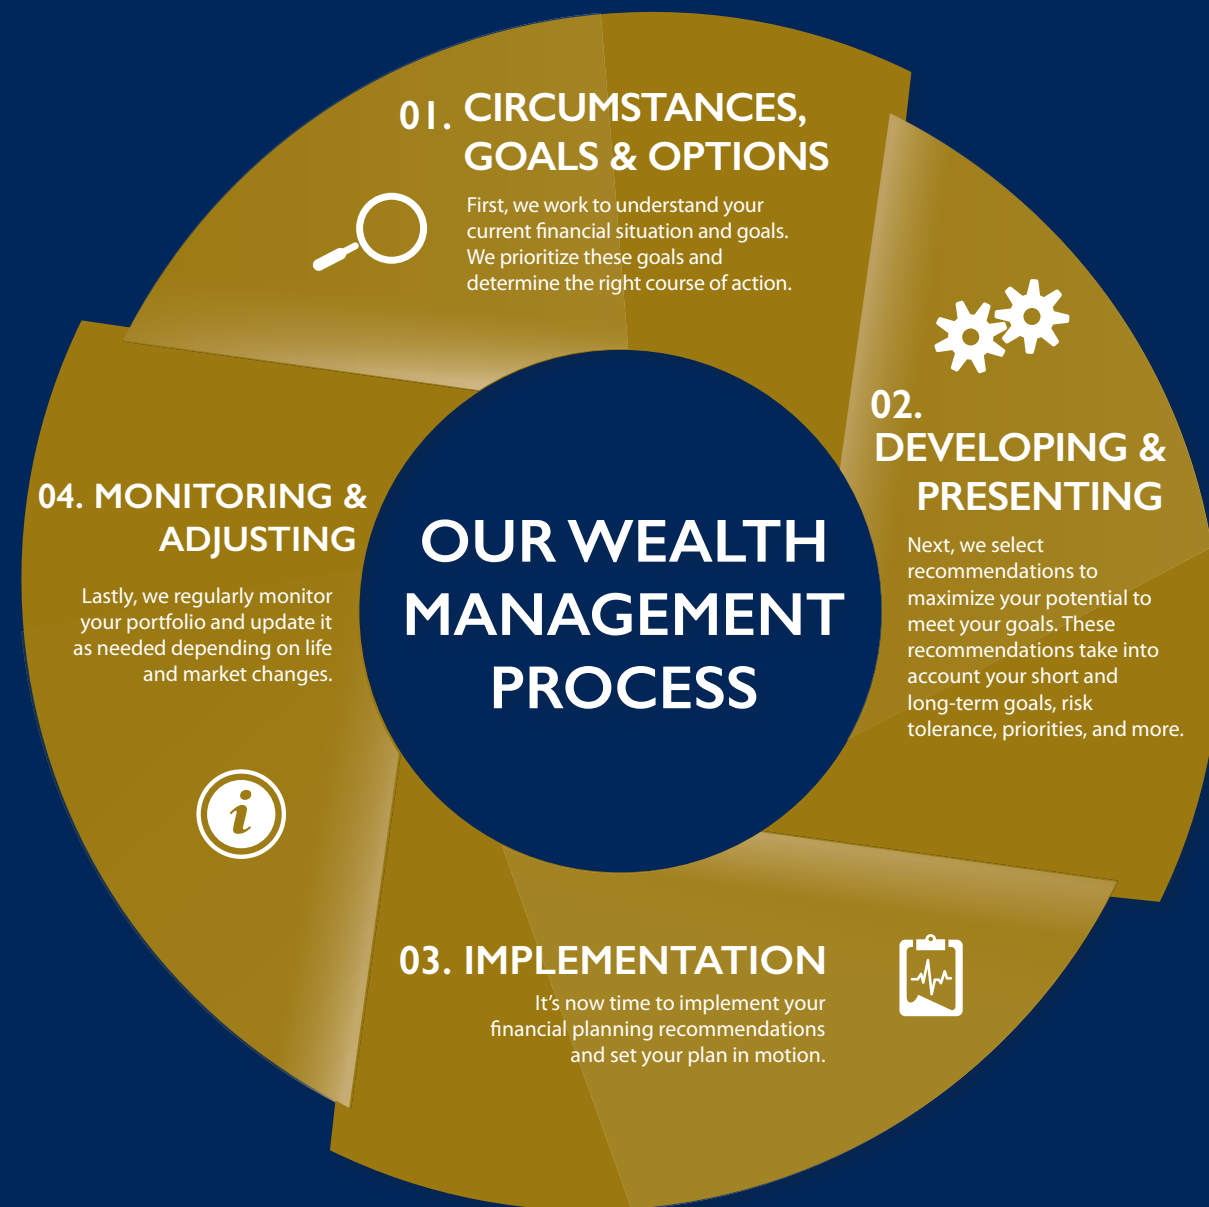 01. CIRCUMSTANCES,
GOALS & OPTIONS
First, we work to understand your
current financial situation and goals.
We prioritize these goals and
determine the right course of action.
02.
DEVELOPING &
PRESENTING
Next, we select
recommendations to
maximize your potential to
meet your goals. These
recommendations take into
account your short and
long-term goals, risk
tolerance, priorities, and more.
03. IMPLEMENTATION
It’s now time to implement your
financial planning recommendations
and set your plan in motion.
04. MONITORING &
ADJUSTING
Lastly, we regularly monitor
your portfolio and update it
as needed depending on life
and market changes.
i
OUR WEALTH
MANAGEMENT
PROCESS